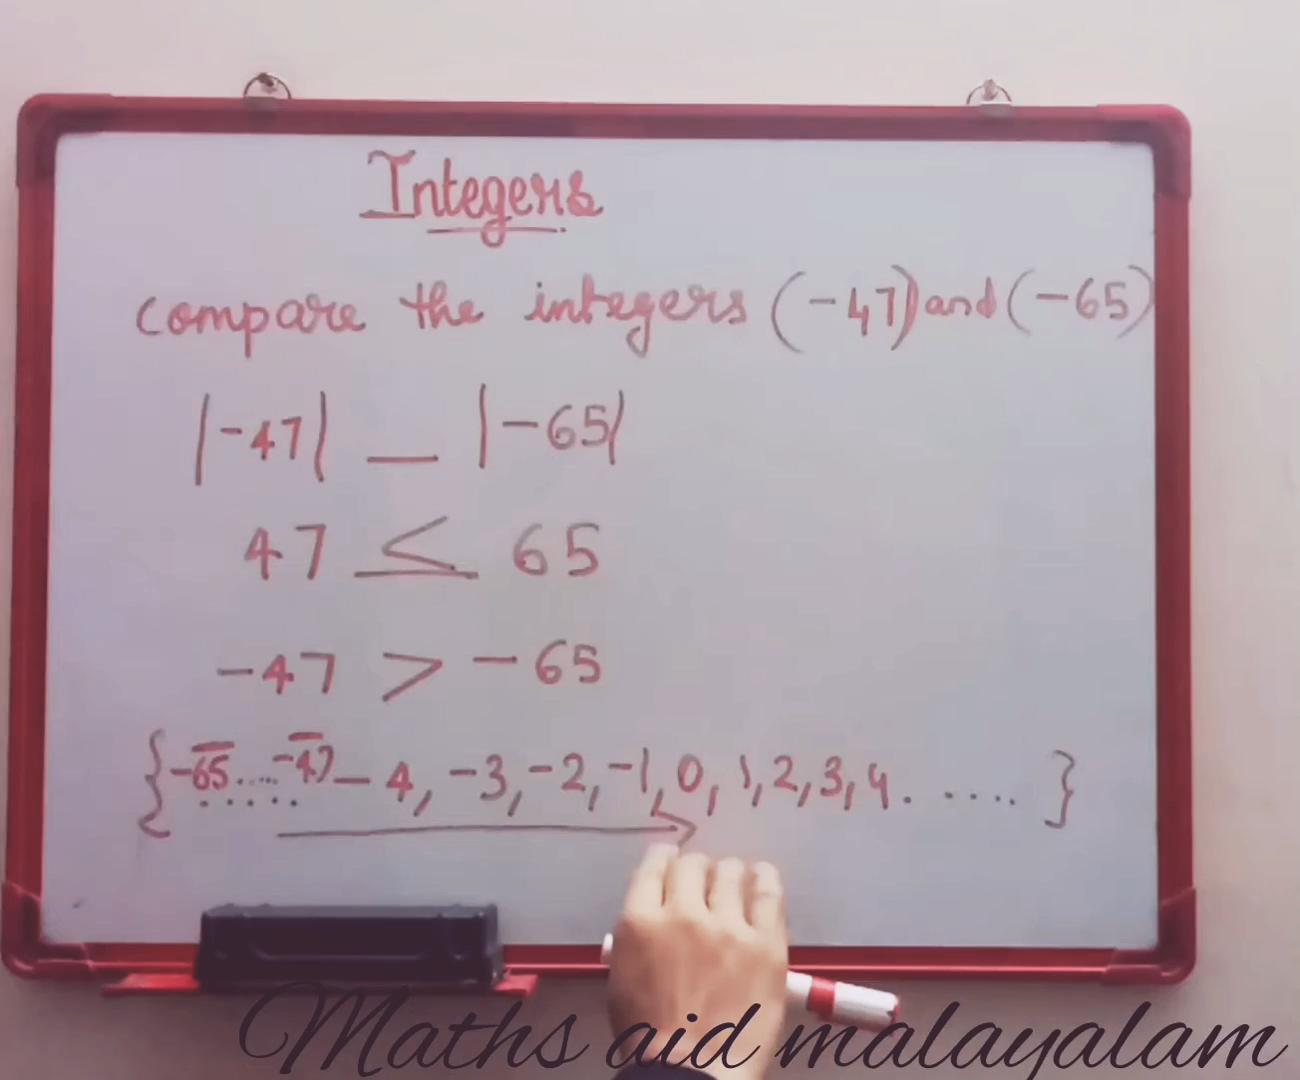 Integers
compare the integers (-47) and (-65)
|-47| _ |-65|
47 < 65
-47 > -65
{-65.....-47 - 4, -3, -2, -1, 0, 1, 2, 3, 4. ....}
Maths aid malayalam